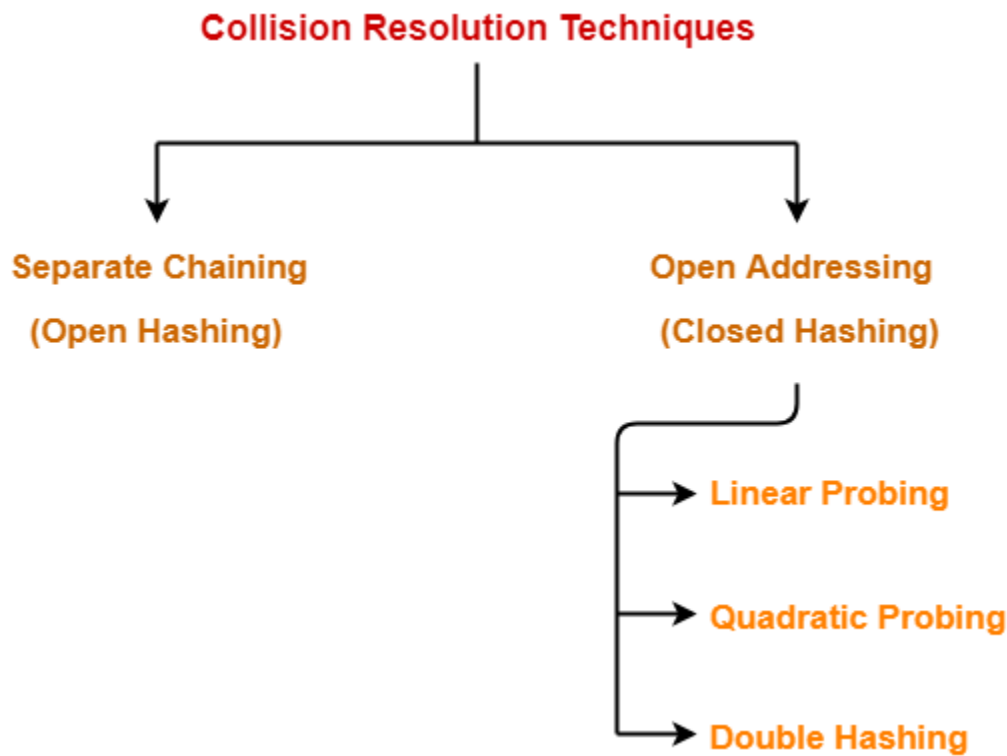 Collision Resolution Techniques
Separate Chaining
(Open Hashing)
Open Addressing
(Closed Hashing)
Linear Probing
Quadratic Probing
Double Hashing